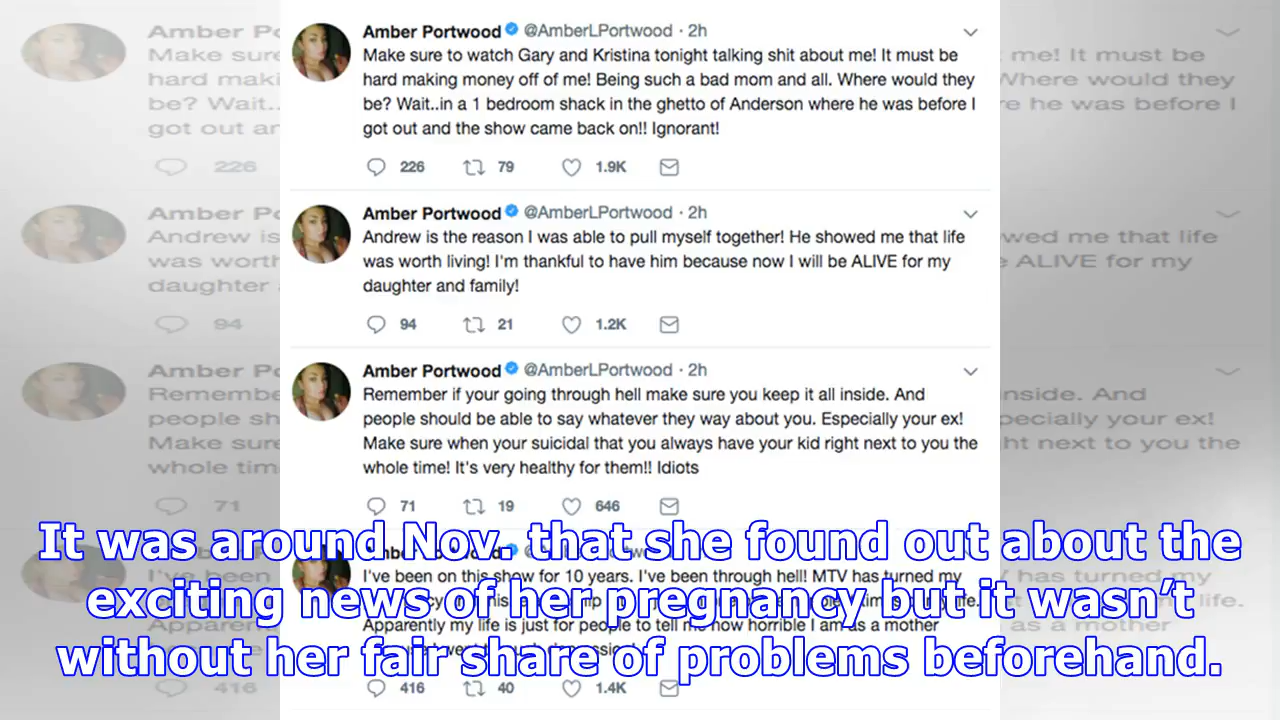 Amber Portwood @AmberLPortwood · 2h
Make sure to watch Gary and Kristina tonight talking shit about me! It must be
hard making money off of me! Being such a bad mom and all. Where would they
be? Wait..in a 1 bedroom shack in the ghetto of Anderson where he was before I
got out and the show came back on!! Ignorant!
226 79 1.9K
Amber Portwood @AmberLPortwood · 2h
Andrew is the reason I was able to pull myself together! He showed me that life
was worth living! I'm thankful to have him because now I will be ALIVE for my
daughter and family!
94 21 1.2K
Amber Portwood @AmberLPortwood · 2h
Remember if your going through hell make sure you keep it all inside. And
people should be able to say whatever they way about you. Especially your ex!
Make sure when your suicidal that you always have your kid right next to you the
whole time! It's very healthy for them!! Idiots
71 19 646
It was around Nov. that she found out about the
exciting news of her pregnancy but it wasn’t
without her fair share of problems beforehand.
I've been on this show for 10 years. I've been through hell! MTV has turned my
Apparently my life is just for people to tell me how horrible I am as a mother
416 40 1.4K